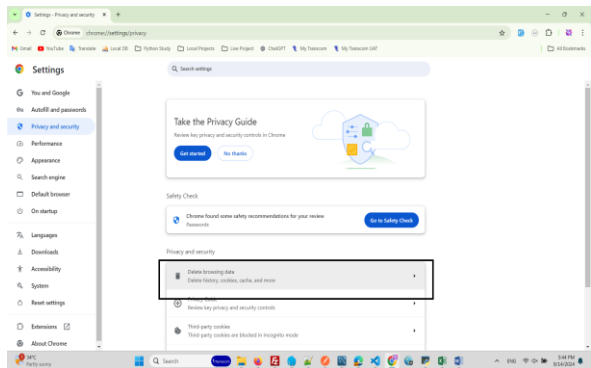 Settings - Privacy and security
Chrome chrome://settings/privacy
Gmail YouTube Translate Local DB Python Study Local Projects Live Project ChatGPT My Transcom My Transcom UAT All Bookmarks
Settings
Search settings
You and Google
Autofill and passwords
Privacy and security
Performance
Appearance
Search engine
Default browser
On startup
Languages
Downloads
Accessibility
System
Reset settings
Extensions
About Chrome
Take the Privacy Guide
Review key privacy and security controls in Chrome
Get started No thanks
Safety Check
Chrome found some safety recommendations for your review
Passwords
Go to Safety Check
Privacy and security
Delete browsing data
Delete history, cookies, cache, and more
Privacy Guide
Review key privacy and security controls
Third-party cookies
Third-party cookies are blocked in Incognito mode
34°C
Partly sunny
Search
ENG
3:44 PM
9/14/2024